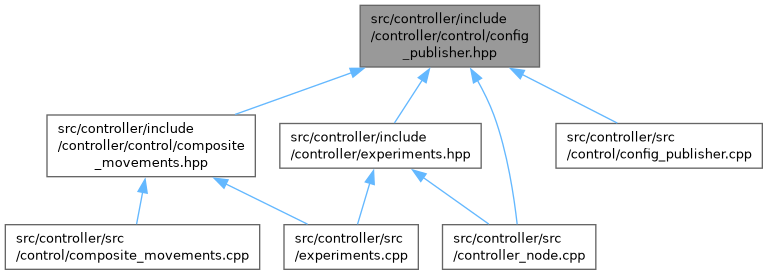 src/controller/include
/controller/control/config
_publisher.hpp
src/controller/include
/controller/control/composite
_movements.hpp
src/controller/include
/controller/experiments.hpp
src/controller/src
/control/config_publisher.cpp
src/controller/src
/control/composite_movements.cpp
src/controller/src
/experiments.cpp
src/controller/src
/controller_node.cpp